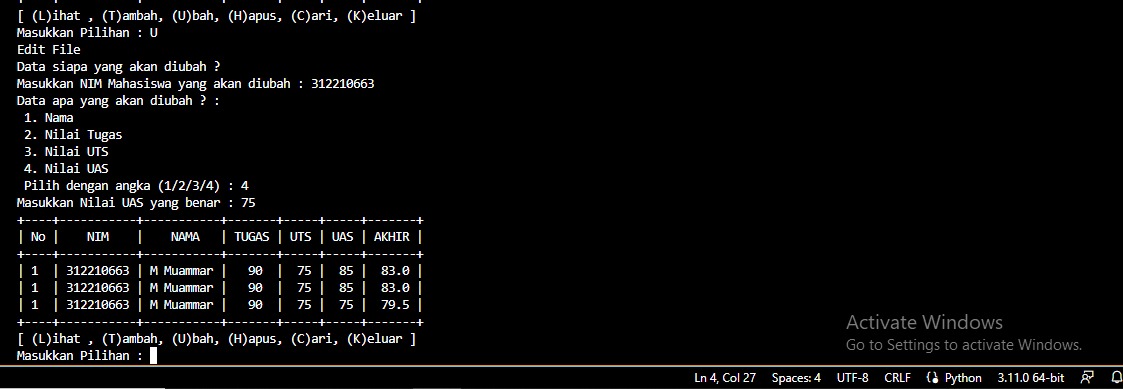 [ (L)ihat , (T)ambah, (U)bah, (H)apus, (C)ari, (K)eluar ]
Masukkan Pilihan : U
Edit File
Data siapa yang akan diubah ?
Masukkan NIM Mahasiswa yang akan diubah : 312210663
Data apa yang akan diubah ? :
 1. Nama
 2. Nilai Tugas
 3. Nilai UTS
 4. Nilai UAS
 Pilih dengan angka (1/2/3/4) : 4
Masukkan Nilai UAS yang benar : 75
+----+-----------+-----------+-------+-----+-----+-------+
| No |    NIM    |    NAMA   | TUGAS | UTS | UAS | AKHIR |
+----+-----------+-----------+-------+-----+-----+-------+
| 1  | 312210663 | M Muammar |   90  |  75 |  85 |  83.0 |
| 1  | 312210663 | M Muammar |   90  |  75 |  85 |  83.0 |
| 1  | 312210663 | M Muammar |   90  |  75 |  75 |  79.5 |
+----+-----------+-----------+-------+-----+-----+-------+
[ (L)ihat , (T)ambah, (U)bah, (H)apus, (C)ari, (K)eluar ]
Masukkan Pilihan :
Activate Windows
Go to Settings to activate Windows.
Ln 4, Col 27 Spaces: 4 UTF-8 CRLF Python 3.11.0 64-bit